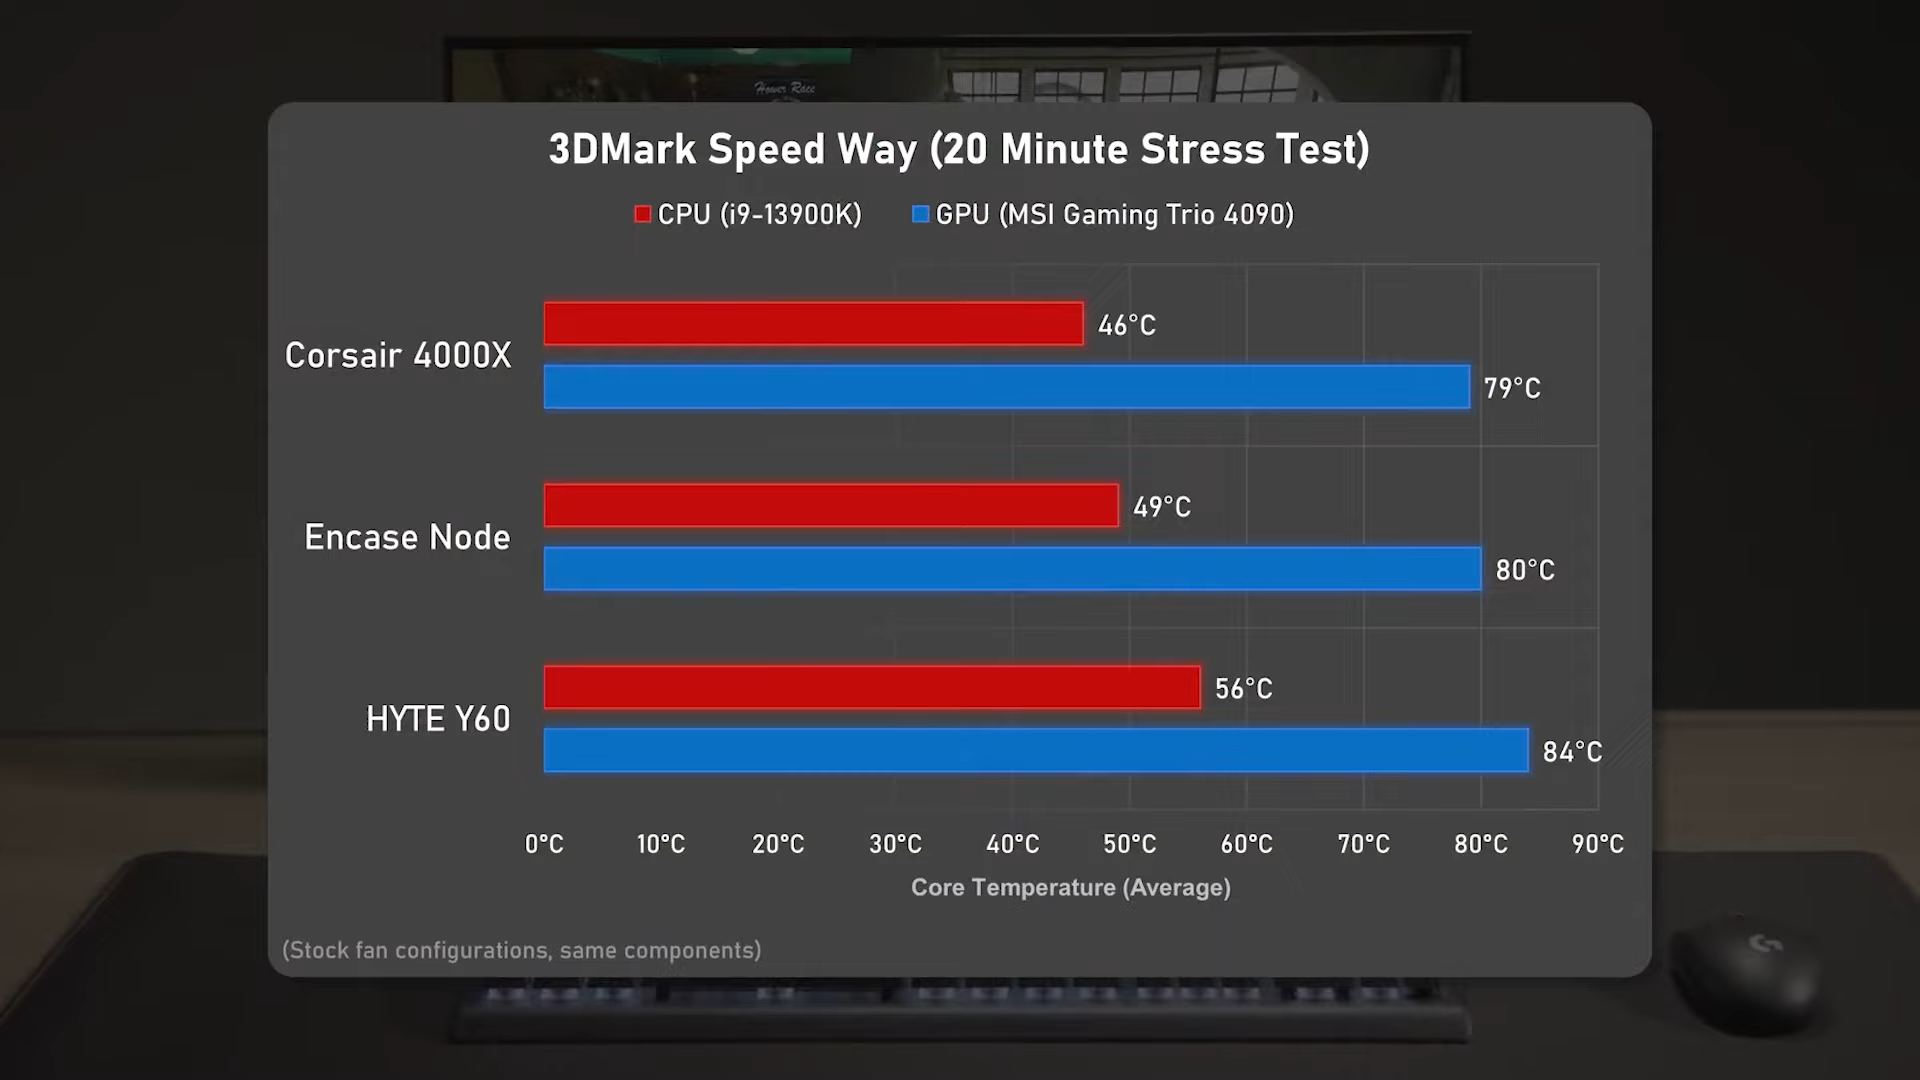 Hower Race
3DMark Speed Way (20 Minute Stress Test)
CPU (i9-13900K) GPU (MSI Gaming Trio 4090)
46°C
Corsair 4000X
79°C
49°C
Encase Node
80°C
56°C
HYTE Y60
84°C
0°C 10°C 20°C 30°C 40°C 50°C 60°C 70°C 80°C 90°C
Core Temperature (Average)
(Stock fan configurations, same components)